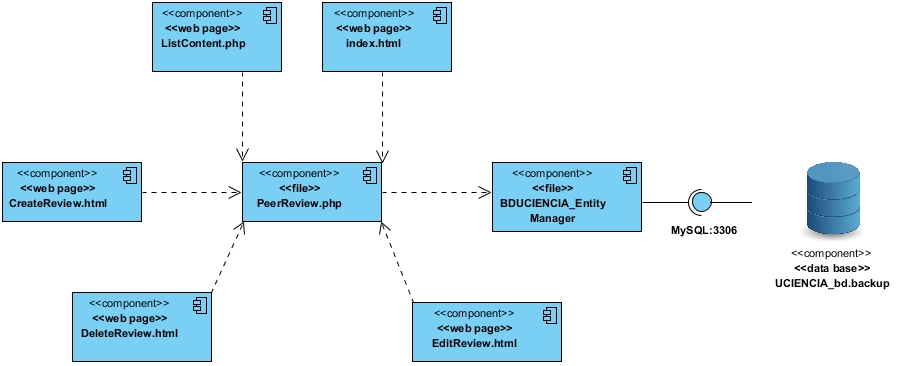 <<component>>
<<web page>>
ListContent.php
<<component>>
<<web page>>
index.html
<<component>>
<<web page>>
CreateReview.html
<<component>>
<<file>>
PeerReview.php
<<component>>
<<file>>
BDUCIENCIA_Entity
Manager
MySQL:3306
<<component>>
<<data base>>
UCIENCIA_bd.backup
<<component>>
<<web page>>
DeleteReview.html
<<component>>
<<web page>>
EditReview.html